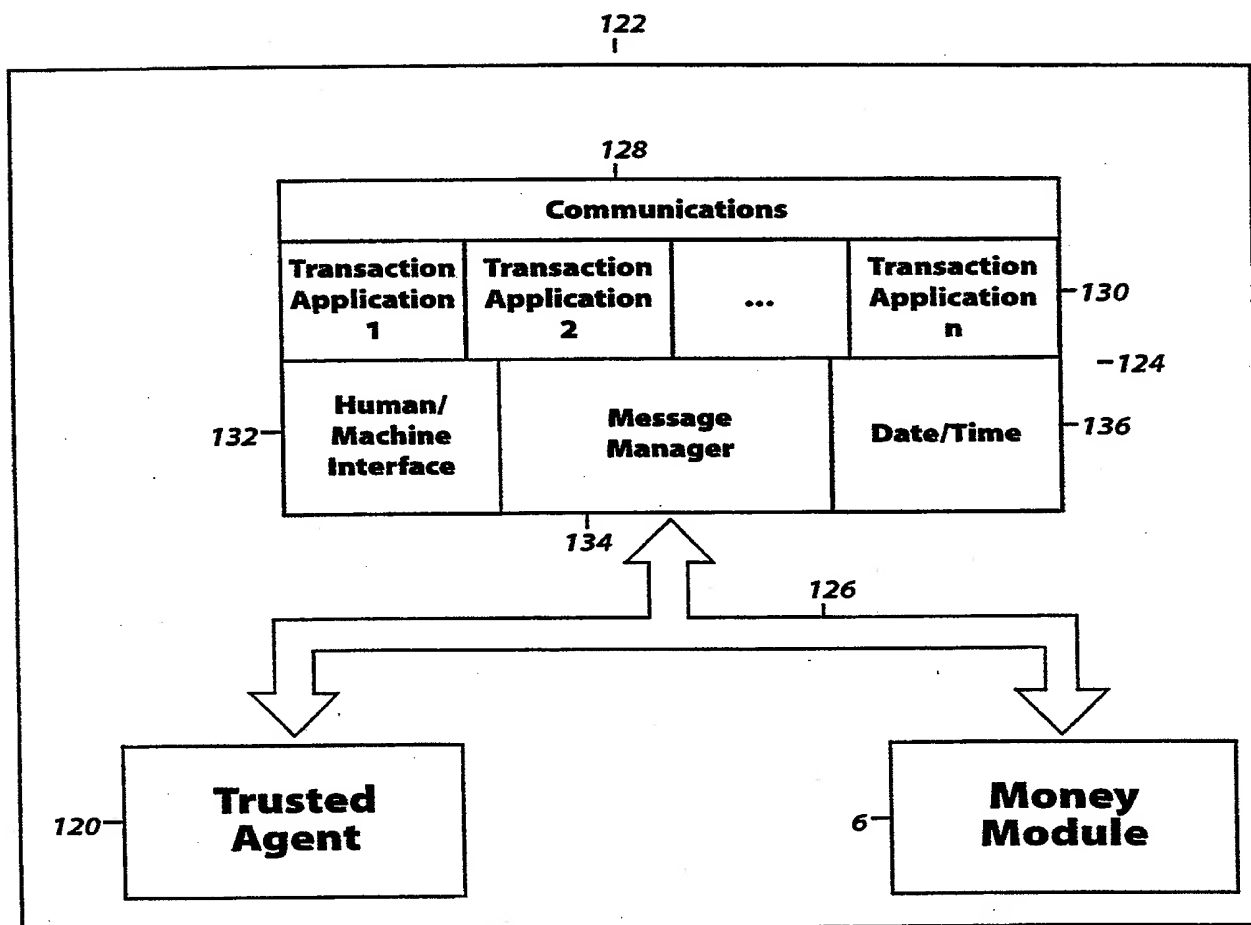 122
128
Communications
Transaction
Application
1
Transaction
Application
2
...
Transaction
Application
n
130
124
Human/
Machine
Interface
132
Message
Manager
Date/Time
136
134
126
Trusted
Agent
120
Money
Module
6